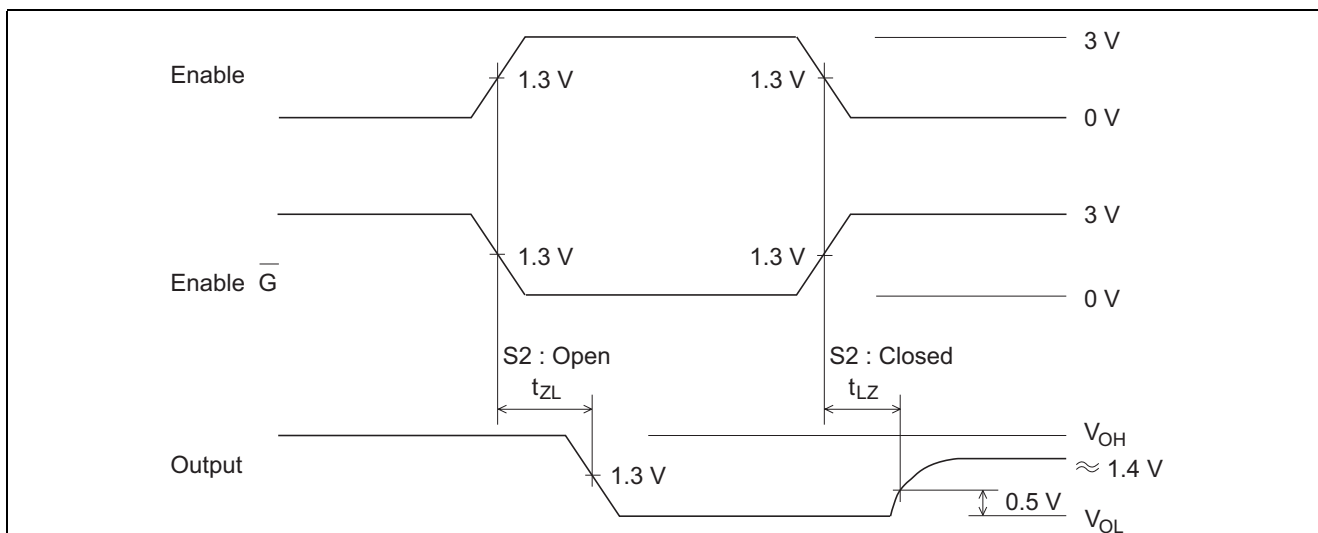 3 V
Enable
1.3 V 1.3 V
0 V
3 V
1.3 V 1.3 V
Enable G̅
0 V
S2 : Open S2 : Closed
tZL tLZ
VOH
Output
≈ 1.4 V
1.3 V
0.5 V
VOL